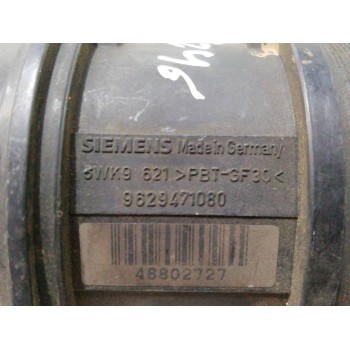 SIEMENS Made in Germany
5WK9 621 >PBT-GF30<
9629471080
48802727